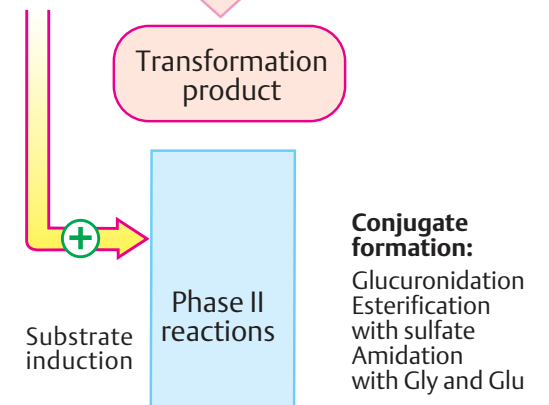 Transformation
product
+
Substrate
induction
Phase II
reactions
Conjugate
formation:
Glucuronidation
Esterification
with sulfate
Amidation
with Gly and Glu